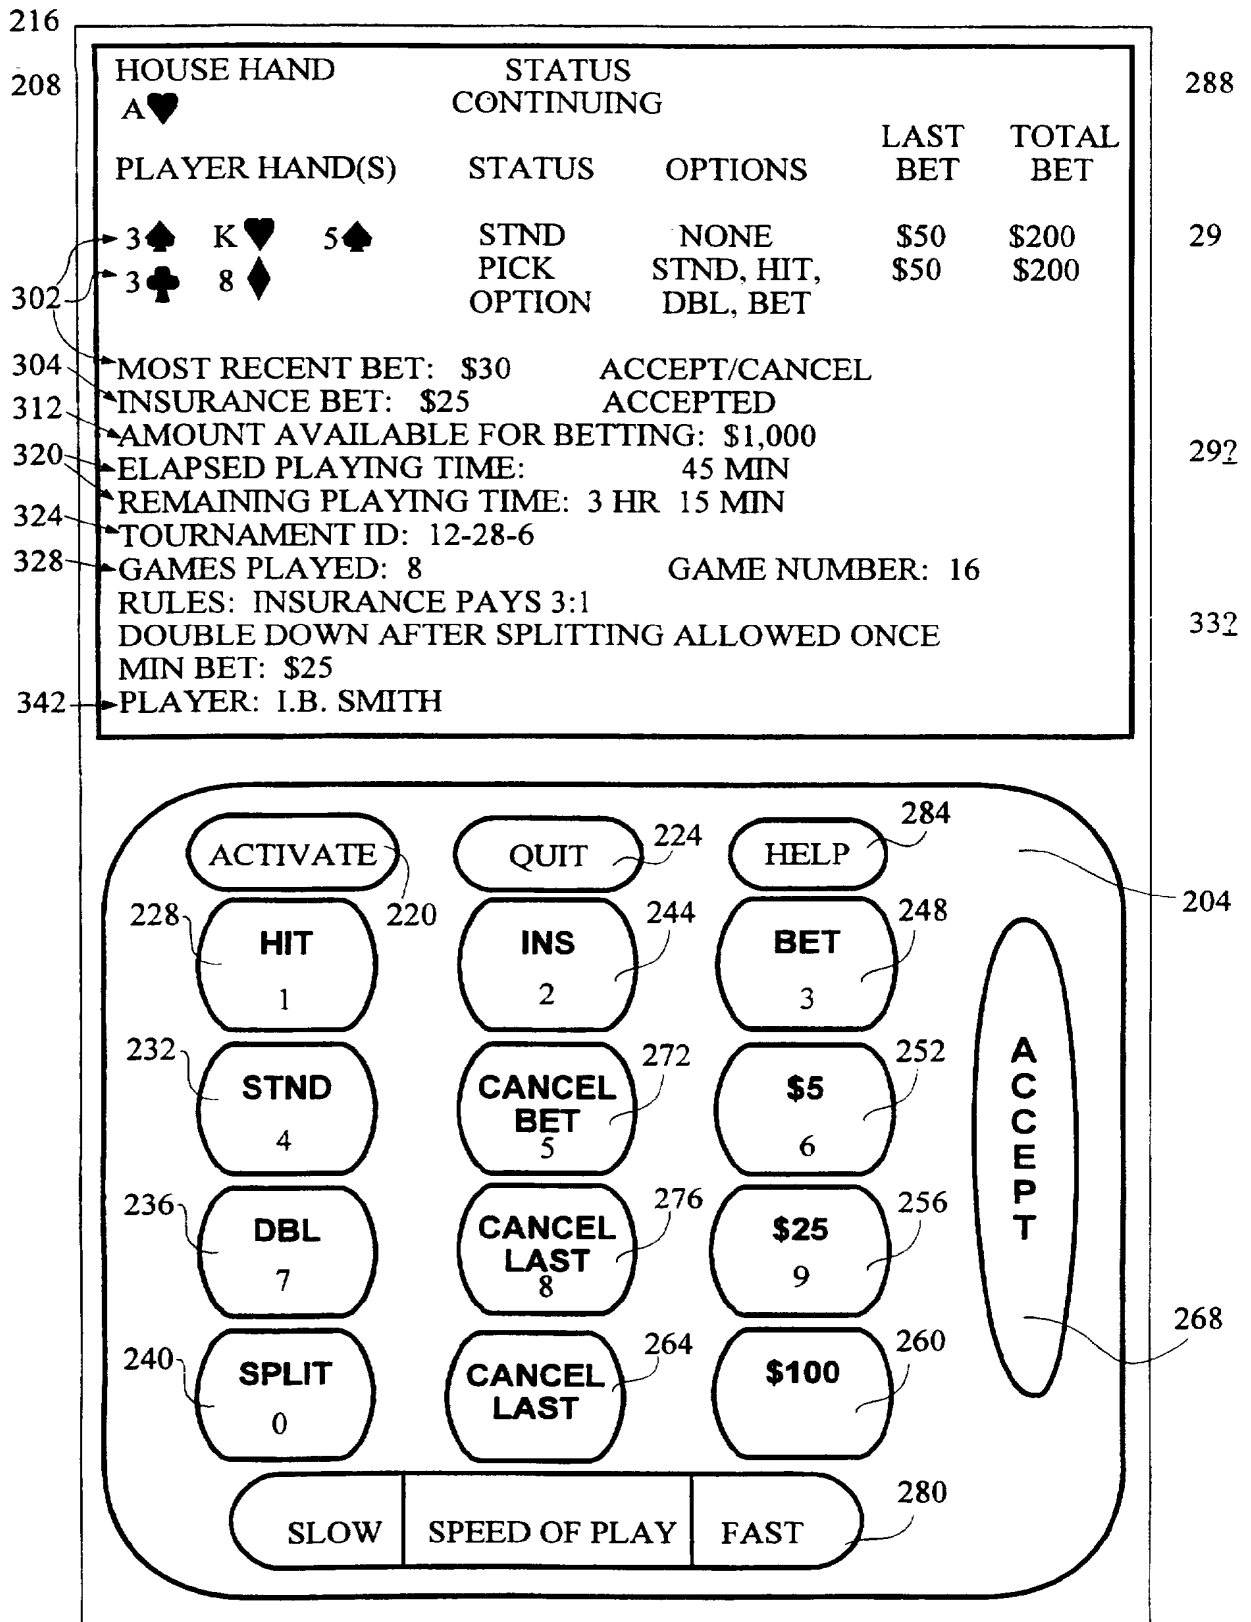 216
208 HOUSE HAND STATUS 288
A♥ CONTINUING
LAST TOTAL
PLAYER HAND(S) STATUS OPTIONS BET BET
3♠ K♥ 5♠ STND NONE $50 $200 29
3♣ 8♦ PICK STND, HIT, $50 $200
302 OPTION DBL, BET
304 MOST RECENT BET: $30 ACCEPT/CANCEL
312 INSURANCE BET: $25 ACCEPTED
AMOUNT AVAILABLE FOR BETTING: $1,000
320 ELAPSED PLAYING TIME: 45 MIN 29?
REMAINING PLAYING TIME: 3 HR 15 MIN
324 TOURNAMENT ID: 12-28-6
328 GAMES PLAYED: 8 GAME NUMBER: 16
RULES: INSURANCE PAYS 3:1
DOUBLE DOWN AFTER SPLITTING ALLOWED ONCE 33?
MIN BET: $25
342 PLAYER: I.B. SMITH
ACTIVATE QUIT 224 HELP 284
228 220 244 248 204
HIT INS BET
1 2 3
232 272 252
STND CANCEL $5
BET
4 5 6
236 276 256
DBL CANCEL $25
LAST
7 8 9
240 264 260 268
SPLIT CANCEL $100
LAST
0
ACCEPT
280
SLOW SPEED OF PLAY FAST